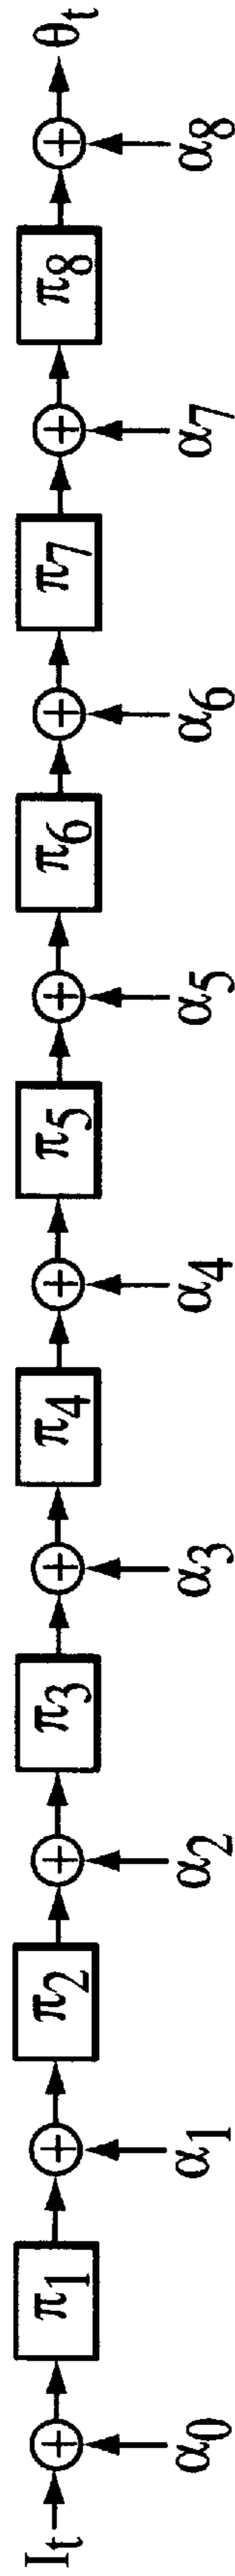 I_t + π_1 + π_2 + π_3 + π_4 + π_5 + π_6 + π_7 + π_8 + θ_t
α_0 α_1 α_2 α_3 α_4 α_5 α_6 α_7 α_8